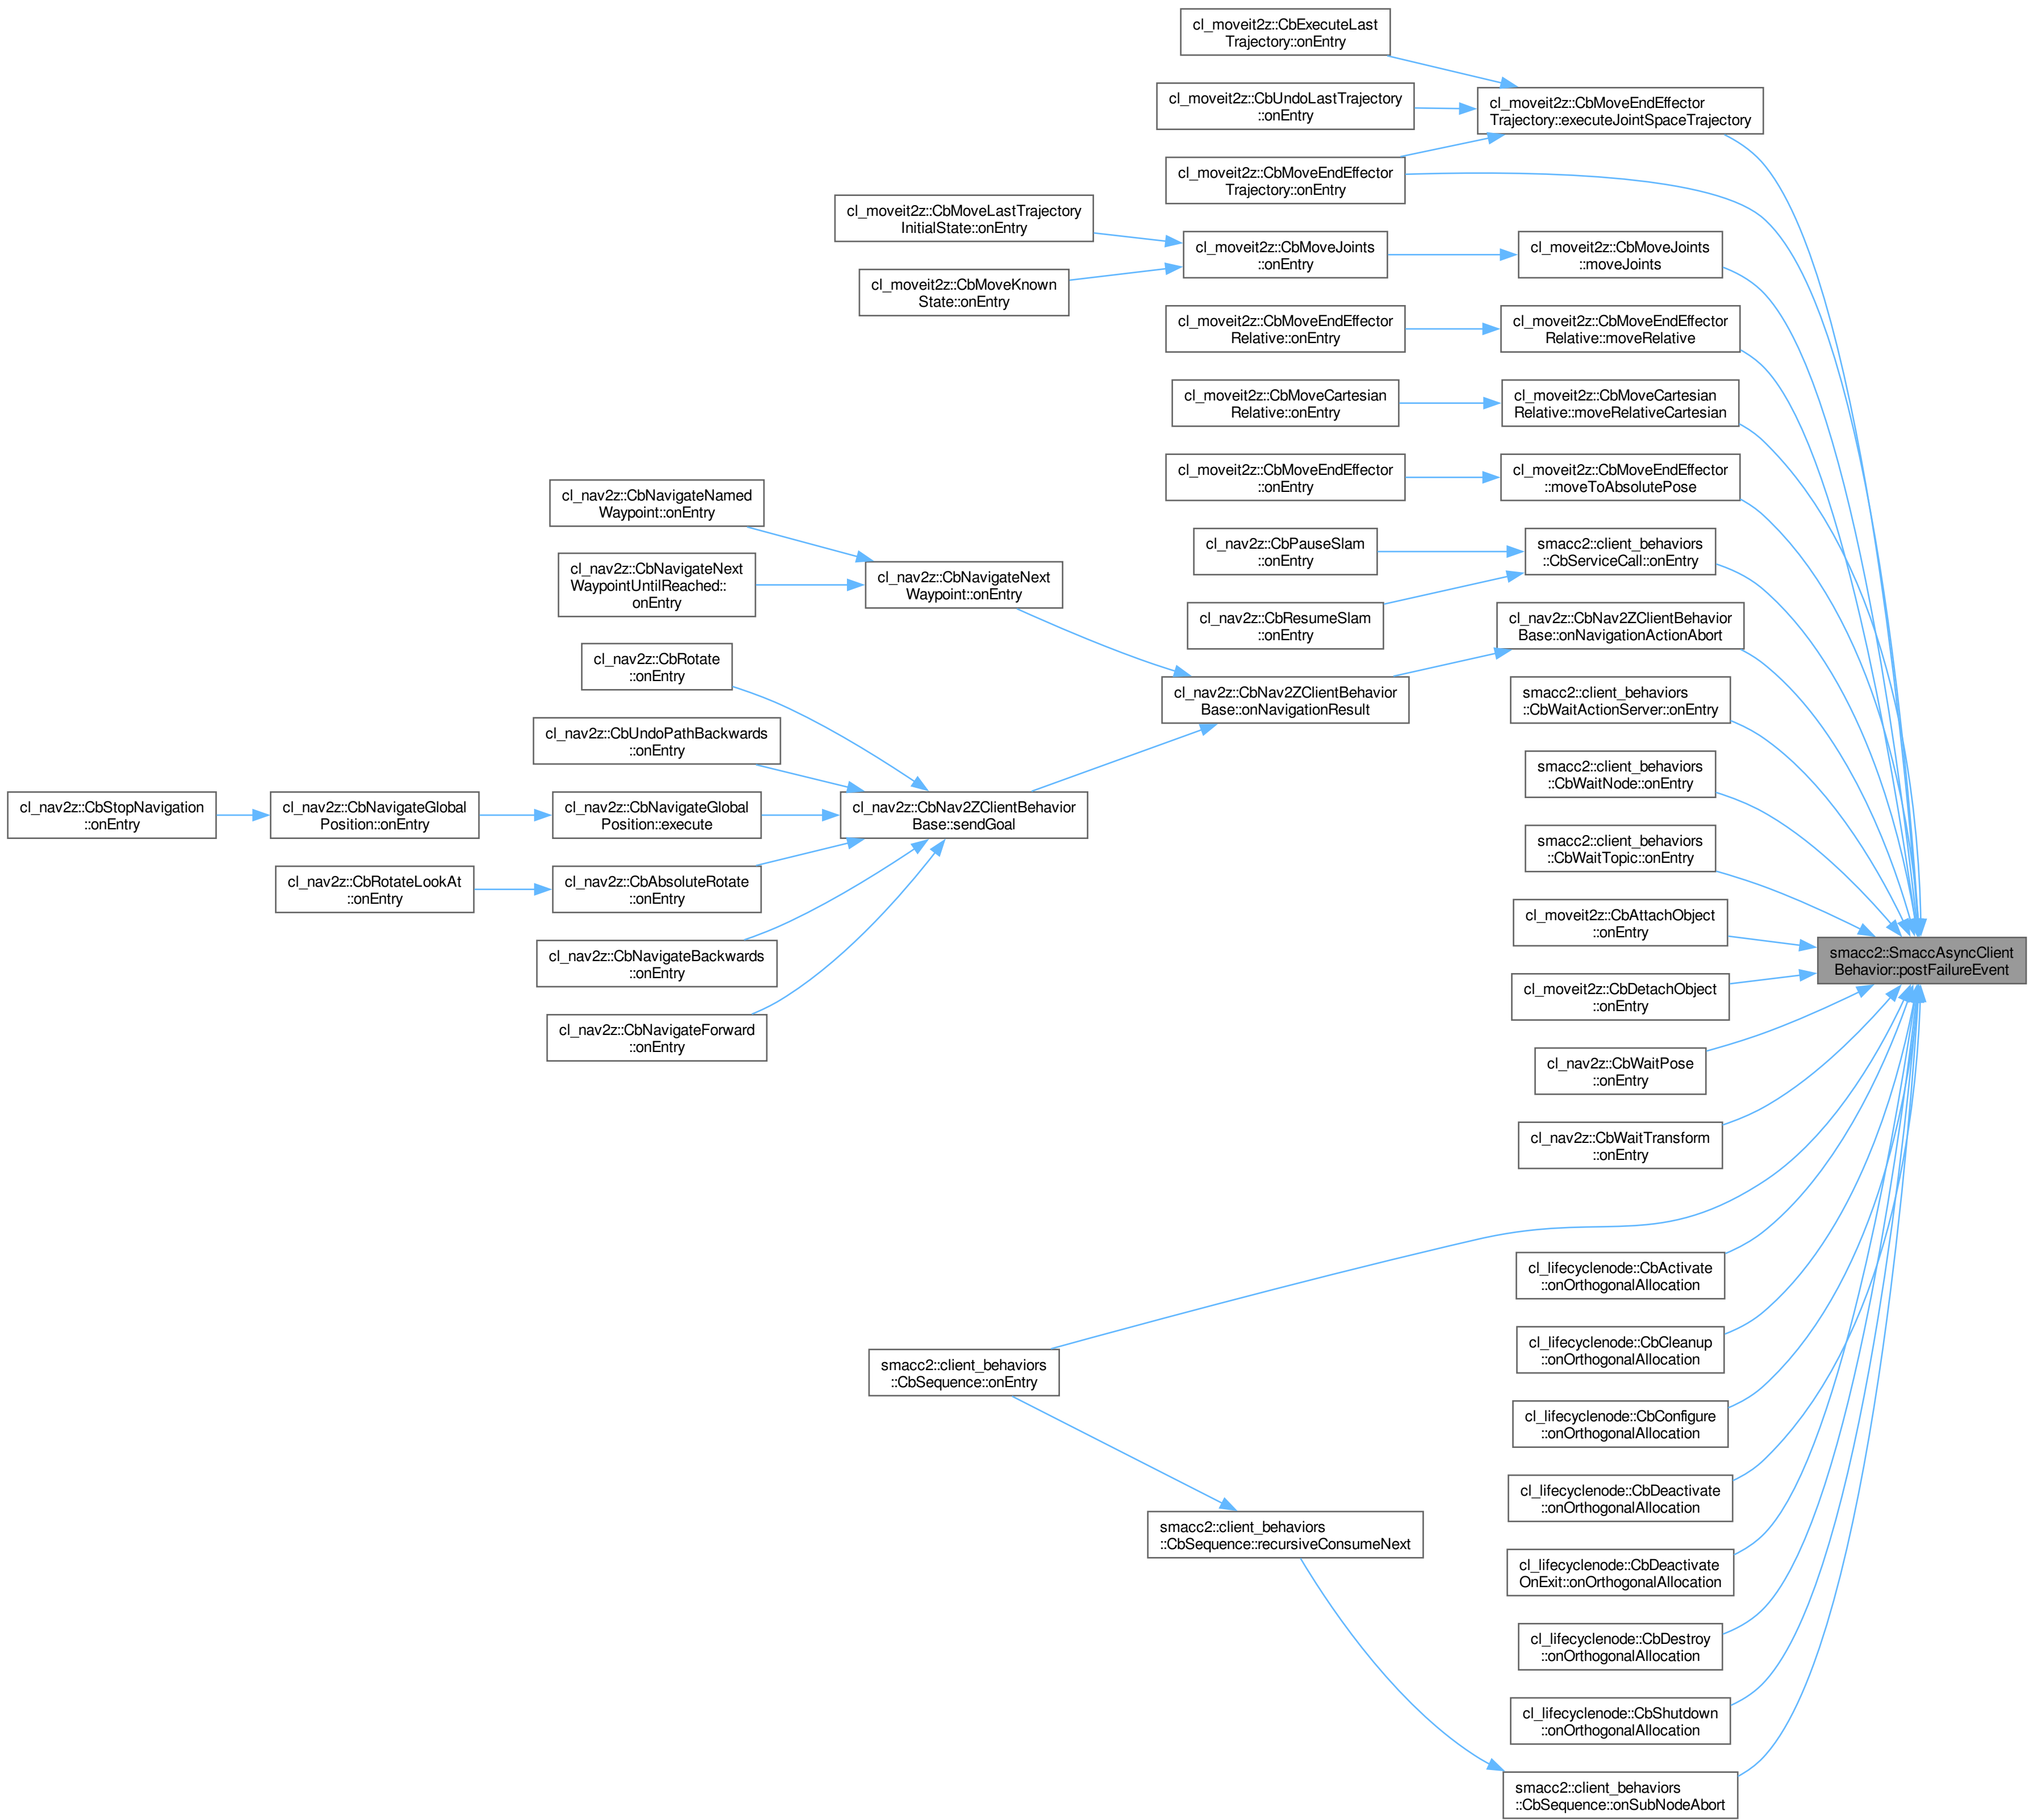 cl_moveit2z::CbExecuteLast
Trajectory::onEntry
cl_moveit2z::CbUndoLastTrajectory
::onEntry
cl_moveit2z::CbMoveEndEffector
Trajectory::executeJointSpaceTrajectory
cl_moveit2z::CbMoveEndEffector
Trajectory::onEntry
cl_moveit2z::CbMoveLastTrajectory
InitialState::onEntry
cl_moveit2z::CbMoveKnown
State::onEntry
cl_moveit2z::CbMoveJoints
::onEntry
cl_moveit2z::CbMoveJoints
::moveJoints
cl_moveit2z::CbMoveEndEffector
Relative::onEntry
cl_moveit2z::CbMoveEndEffector
Relative::moveRelative
cl_moveit2z::CbMoveCartesian
Relative::onEntry
cl_moveit2z::CbMoveCartesian
Relative::moveRelativeCartesian
cl_moveit2z::CbMoveEndEffector
::onEntry
cl_moveit2z::CbMoveEndEffector
::moveToAbsolutePose
cl_nav2z::CbNavigateNamed
Waypoint::onEntry
cl_nav2z::CbNavigateNext
WaypointUntilReached::
onEntry
cl_nav2z::CbNavigateNext
Waypoint::onEntry
cl_nav2z::CbPauseSlam
::onEntry
cl_nav2z::CbResumeSlam
::onEntry
smacc2::client_behaviors
::CbServiceCall::onEntry
cl_nav2z::CbNav2ZClientBehavior
Base::onNavigationActionAbort
cl_nav2z::CbRotate
::onEntry
cl_nav2z::CbNav2ZClientBehavior
Base::onNavigationResult
smacc2::client_behaviors
::CbWaitActionServer::onEntry
cl_nav2z::CbUndoPathBackwards
::onEntry
smacc2::client_behaviors
::CbWaitNode::onEntry
cl_nav2z::CbStopNavigation
::onEntry
cl_nav2z::CbNavigateGlobal
Position::onEntry
cl_nav2z::CbNavigateGlobal
Position::execute
cl_nav2z::CbNav2ZClientBehavior
Base::sendGoal
smacc2::client_behaviors
::CbWaitTopic::onEntry
cl_nav2z::CbRotateLookAt
::onEntry
cl_nav2z::CbAbsoluteRotate
::onEntry
cl_moveit2z::CbAttachObject
::onEntry
cl_nav2z::CbNavigateBackwards
::onEntry
smacc2::SmaccAsyncClient
Behavior::postFailureEvent
cl_moveit2z::CbDetachObject
::onEntry
cl_nav2z::CbNavigateForward
::onEntry
cl_nav2z::CbWaitPose
::onEntry
cl_nav2z::CbWaitTransform
::onEntry
cl_lifecyclenode::CbActivate
::onOrthogonalAllocation
cl_lifecyclenode::CbCleanup
::onOrthogonalAllocation
smacc2::client_behaviors
::CbSequence::onEntry
cl_lifecyclenode::CbConfigure
::onOrthogonalAllocation
cl_lifecyclenode::CbDeactivate
::onOrthogonalAllocation
smacc2::client_behaviors
::CbSequence::recursiveConsumeNext
cl_lifecyclenode::CbDeactivate
OnExit::onOrthogonalAllocation
cl_lifecyclenode::CbDestroy
::onOrthogonalAllocation
cl_lifecyclenode::CbShutdown
::onOrthogonalAllocation
smacc2::client_behaviors
::CbSequence::onSubNodeAbort